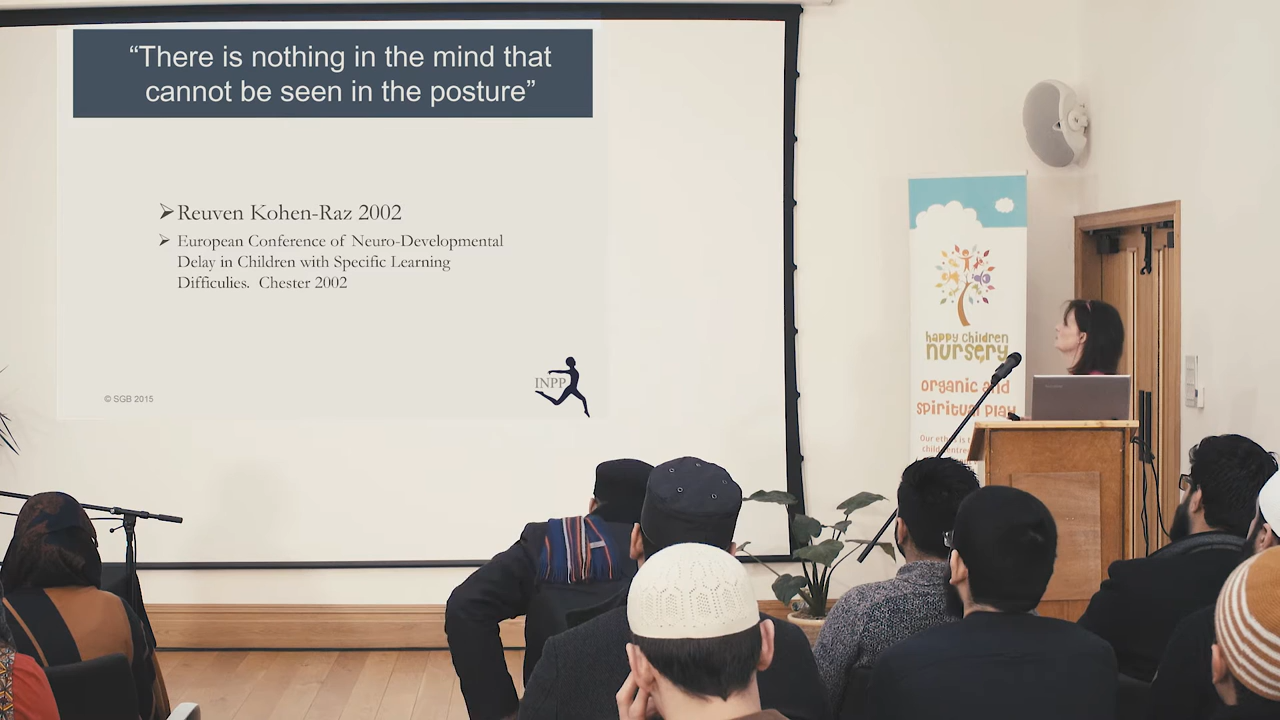 “There is nothing in the mind that
cannot be seen in the posture”
➢Reuven Kohen-Raz 2002
➢ European Conference of Neuro-Developmental
Delay in Children with Specific Learning
Difficulies. Chester 2002
INPP
© SGB 2015
happy children
nursery
organic and
spiritual play
Our
child